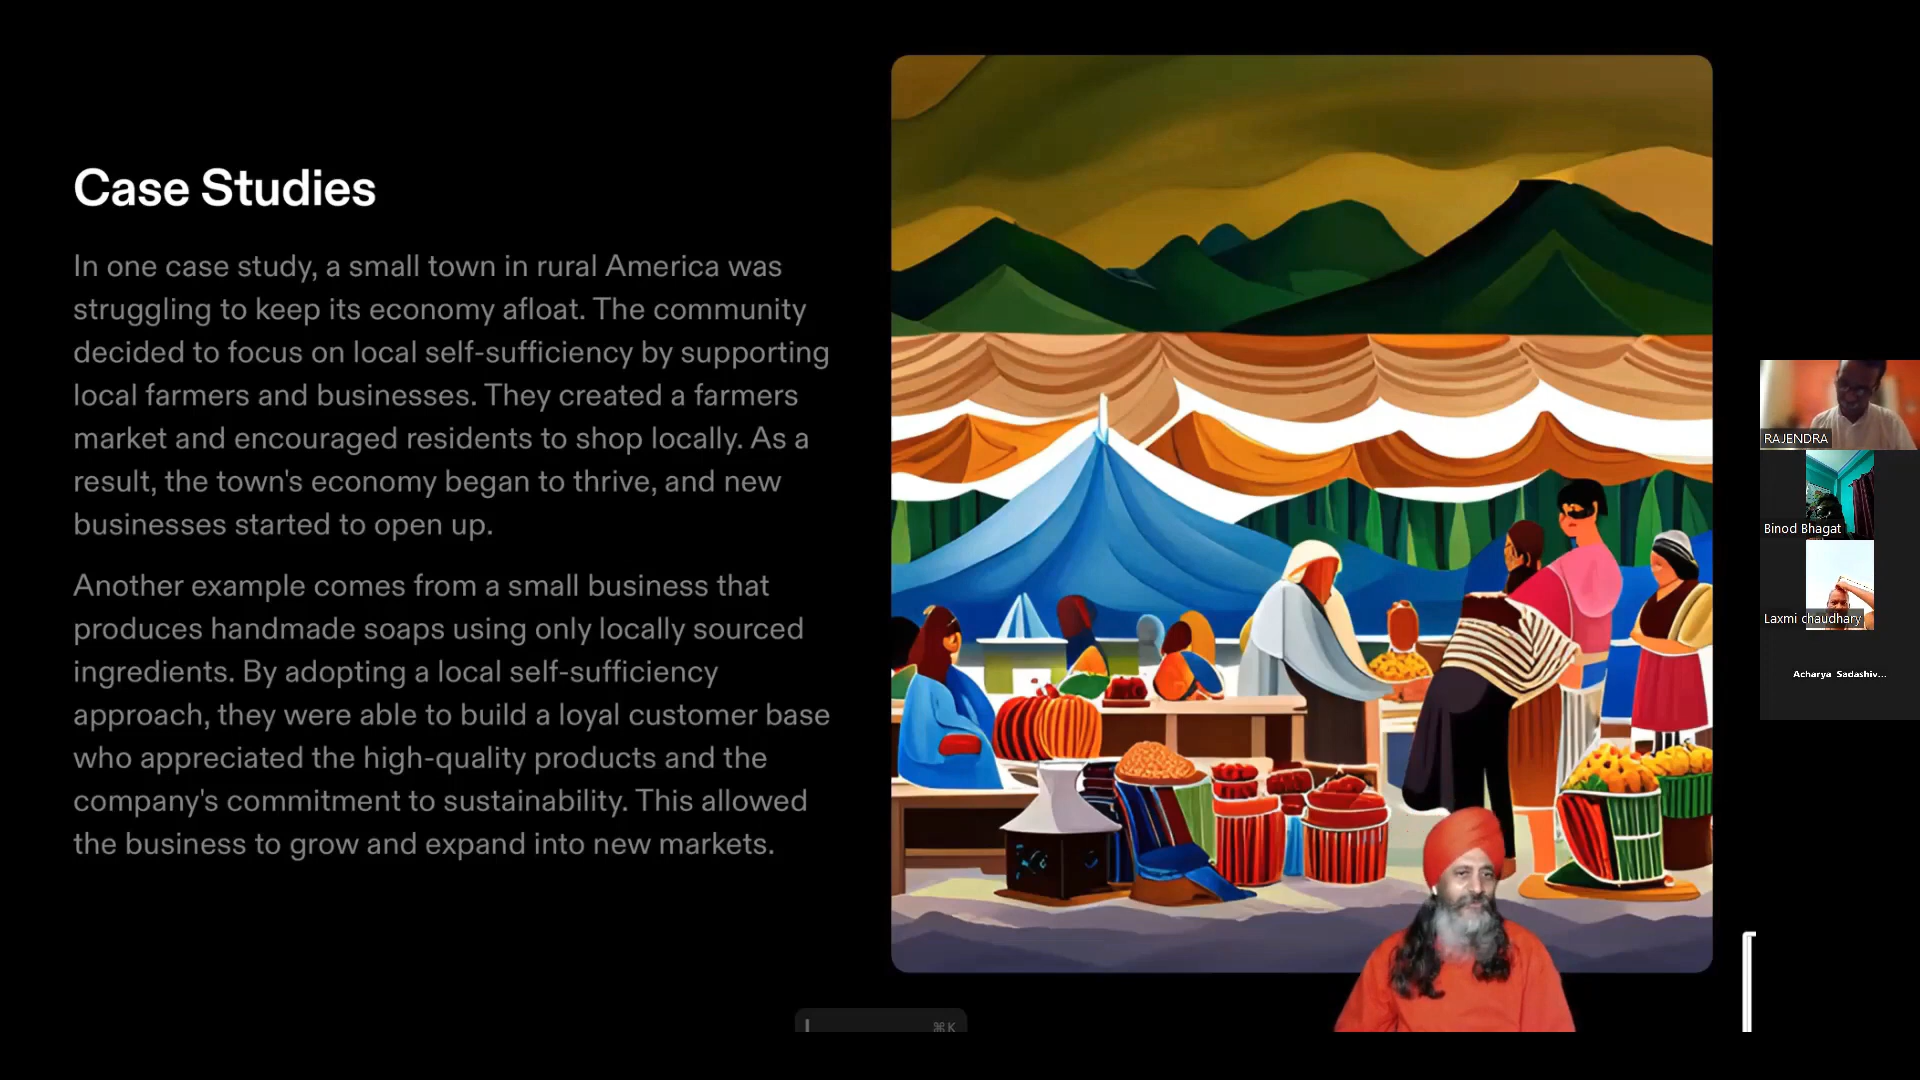 Case Studies
In one case study, a small town in rural America was
struggling to keep its economy afloat. The community
decided to focus on local self-sufficiency by supporting
local farmers and businesses. They created a farmers
market and encouraged residents to shop locally. As a
result, the town's economy began to thrive, and new
businesses started to open up.
Another example comes from a small business that
produces handmade soaps using only locally sourced
ingredients. By adopting a local self-sufficiency
approach, they were able to build a loyal customer base
who appreciated the high-quality products and the
company's commitment to sustainability. This allowed
the business to grow and expand into new markets.
⌘K
RAJENDRA
Binod Bhagat
Laxmi chaudhary
Acharya Sadashiv...